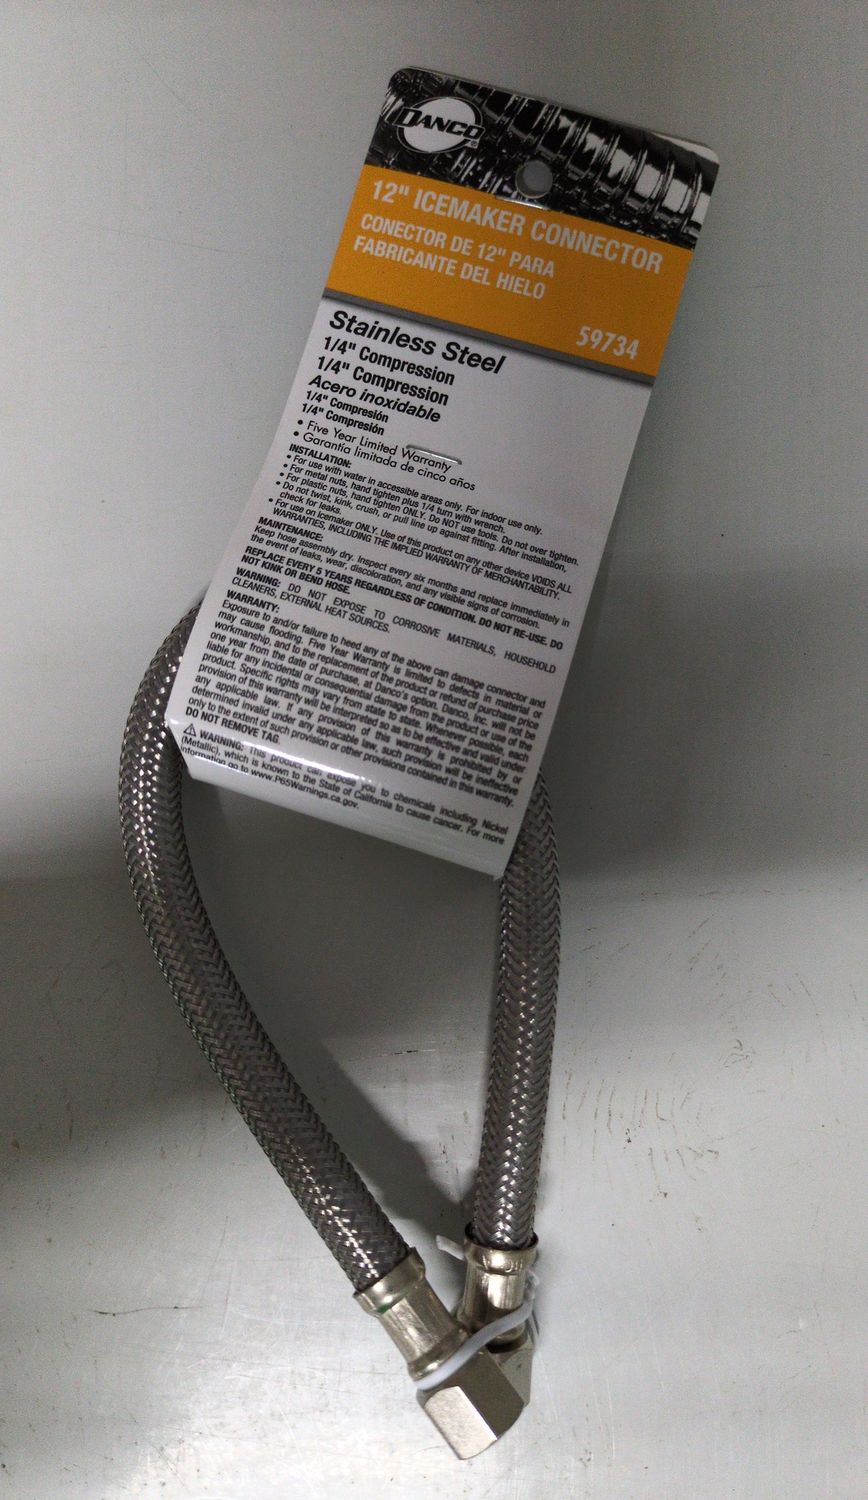 DANCO®
12" ICEMAKER CONNECTOR
CONECTOR DE 12" PARA
FABRICANTE DEL HIELO
59734
Stainless Steel
1/4" Compression
1/4" Compression
Acero inoxidable
1/4" Compresión
1/4" Compresión
• Five Year Limited Warranty
• Garantía limitada de cinco años
INSTALLATION:
• For use with water in accessible areas only. For indoor use only.
• For metal nuts, hand tighten plus 1/4 turn with wrench.
• For plastic nuts, hand tighten ONLY. Do NOT use tools. Do not over tighten.
• Do not twist, kink, crush, or pull line up against fitting. After installation,
check for leaks.
• For use on Icemaker ONLY. Use of this product on any other device VOIDS ALL
WARRANTIES, INCLUDING THE IMPLIED WARRANTY OF MERCHANTABILITY.
MAINTENANCE:
Keep hose assembly dry. Inspect every six months and replace immediately in
the event of leaks, wear, discoloration, and any visible signs of corrosion.
REPLACE EVERY 5 YEARS REGARDLESS OF CONDITION. DO NOT RE-USE. DO
NOT KINK OR BEND HOSE.
WARNING: DO NOT EXPOSE TO CORROSIVE MATERIALS, HOUSEHOLD
CLEANERS, EXTERNAL HEAT SOURCES.
WARRANTY:
Exposure to and/or failure to heed any of the above can damage connector and
may cause flooding. Five Year Warranty is limited to defects in material or
workmanship, and to the replacement of the product or refund of purchase price
one year from the date of purchase, at Danco's option. Danco, Inc. will not be
liable for any incidental or consequential damage from the product or use of the
product. Specific rights may vary from state to state. Whenever possible, each
provision of this warranty will be interpreted so as to be effective and valid under
any applicable law. If any provision of this warranty is prohibited by or
determined invalid under any applicable law, such provision will be ineffective
only to the extent of such provision or other provisions contained in this warranty.
DO NOT REMOVE TAG
⚠ WARNING: This product can expose you to chemicals including Nickel
(Metallic), which is known to the State of California to cause cancer. For more
information go to www.P65Warnings.ca.gov.